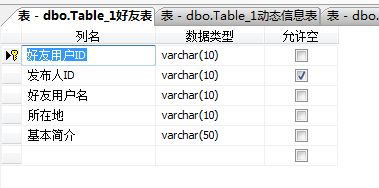 表 - dbo.Table_1好友表 表 - dbo.Table_1动态信息表 表 - dbo.T
列名 数据类型 允许空
好友用户ID varchar(10)
发布人ID varchar(10)
好友用户名 varchar(10)
所在地 varchar(10)
基本简介 varchar(50)